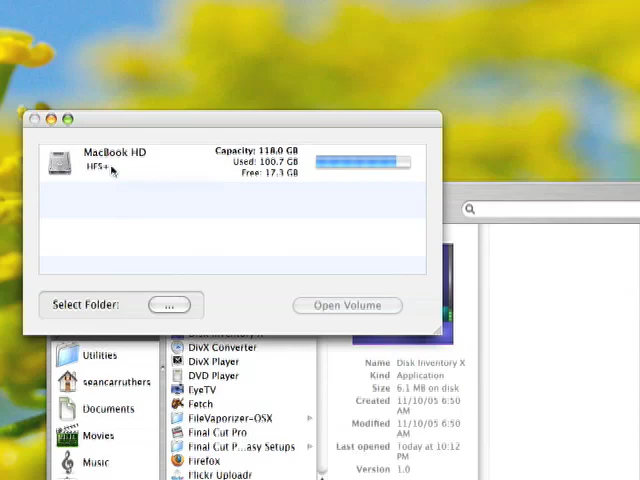 MacBook HD
HFS+
Capacity: 118.0 GB
Used: 100.7 GB
Free: 17.3 GB
Select Folder:
...
Open Volume
Disk Inventory X
DivX Converter
DivX Player
DVD Player
EyeTV
Fetch
FileVaporizer-OSX
Final Cut Pro
Final Cut P...asy Setups
Firefox
Flickr Uploadr
Utilities
seancarruthers
Documents
Movies
Music
Name Disk Inventory X
Kind Application
Size 6.1 MB on disk
Created 11/10/05 6:50
AM
Modified 11/10/05 6:50
AM
Last opened Today at 10:12
PM
Version 1.0